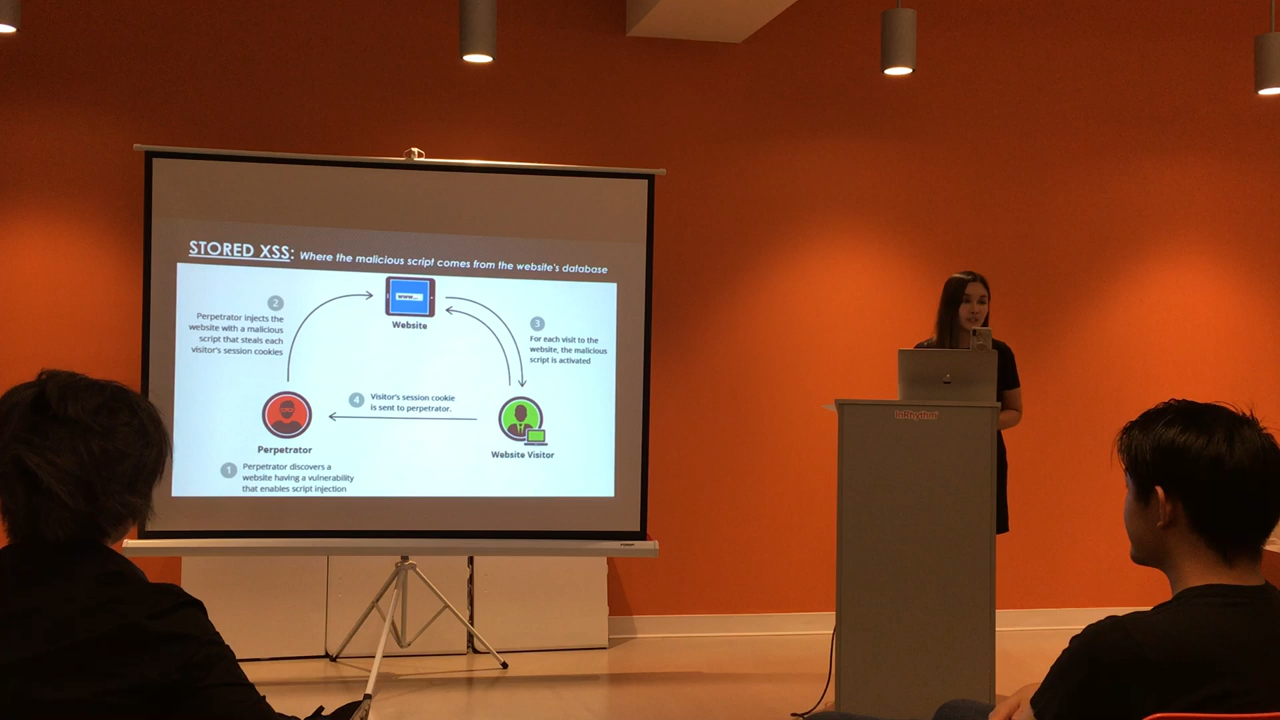 STORED XSS: Where the malicious script comes from the website's database
2
Perpetrator injects the
website with a malicious
script that steals each
visitor's session cookies
www...
Website
3
For each visit to the
website, the malicious
script is activated
4
Visitor's session cookie
is sent to perpetrator.
Perpetrator
Website Visitor
1
Perpetrator discovers a
website having a vulnerability
that enables script injection
InRhythm